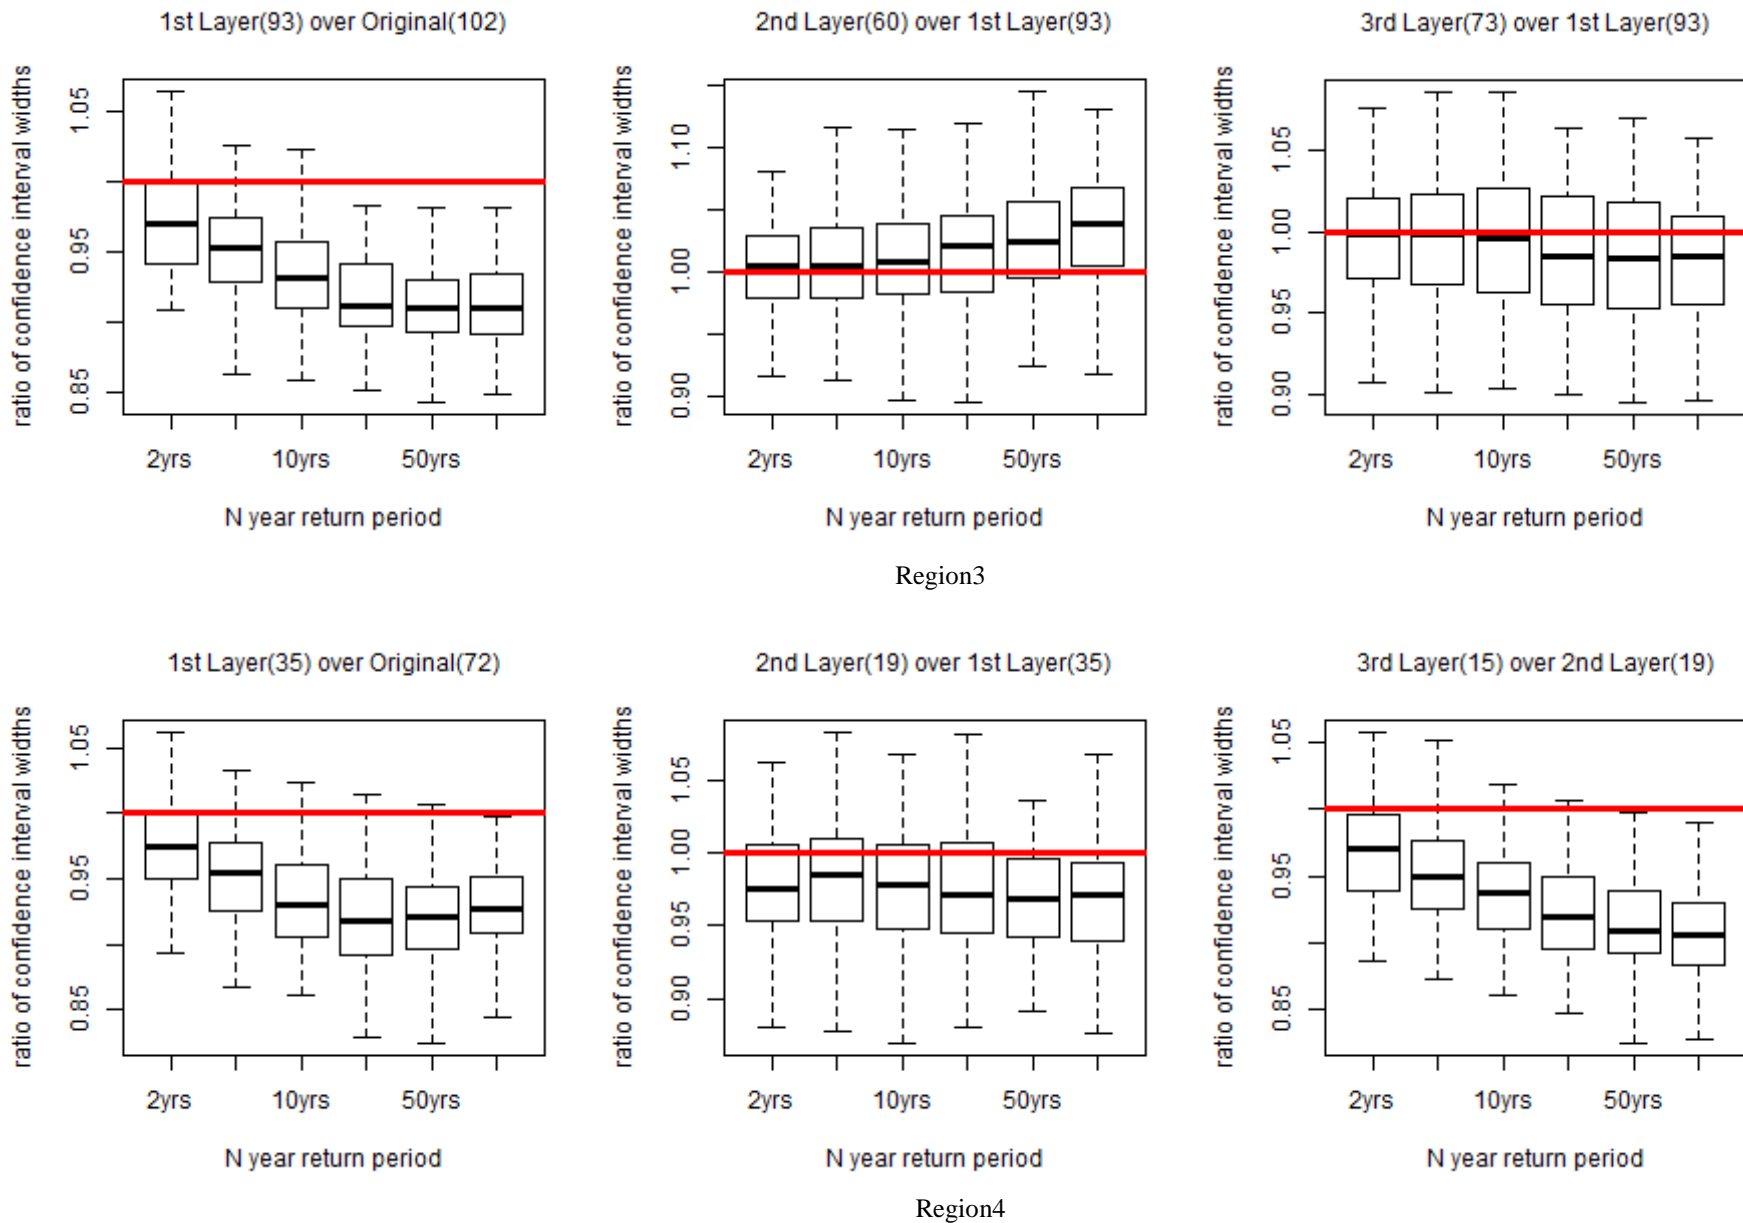 1st Layer(93) over Original(102)
ratio of confidence interval widths
1.05
0.95
0.85
2yrs 10yrs 50yrs
N year return period
2nd Layer(60) over 1st Layer(93)
ratio of confidence interval widths
1.10
1.00
0.90
2yrs 10yrs 50yrs
N year return period
3rd Layer(73) over 1st Layer(93)
ratio of confidence interval widths
1.05
1.00
0.95
0.90
2yrs 10yrs 50yrs
N year return period
Region3
1st Layer(35) over Original(72)
ratio of confidence interval widths
1.05
0.95
0.85
2yrs 10yrs 50yrs
N year return period
2nd Layer(19) over 1st Layer(35)
ratio of confidence interval widths
1.05
1.00
0.95
0.90
2yrs 10yrs 50yrs
N year return period
3rd Layer(15) over 2nd Layer(19)
ratio of confidence interval widths
1.05
0.95
0.85
2yrs 10yrs 50yrs
N year return period
Region4